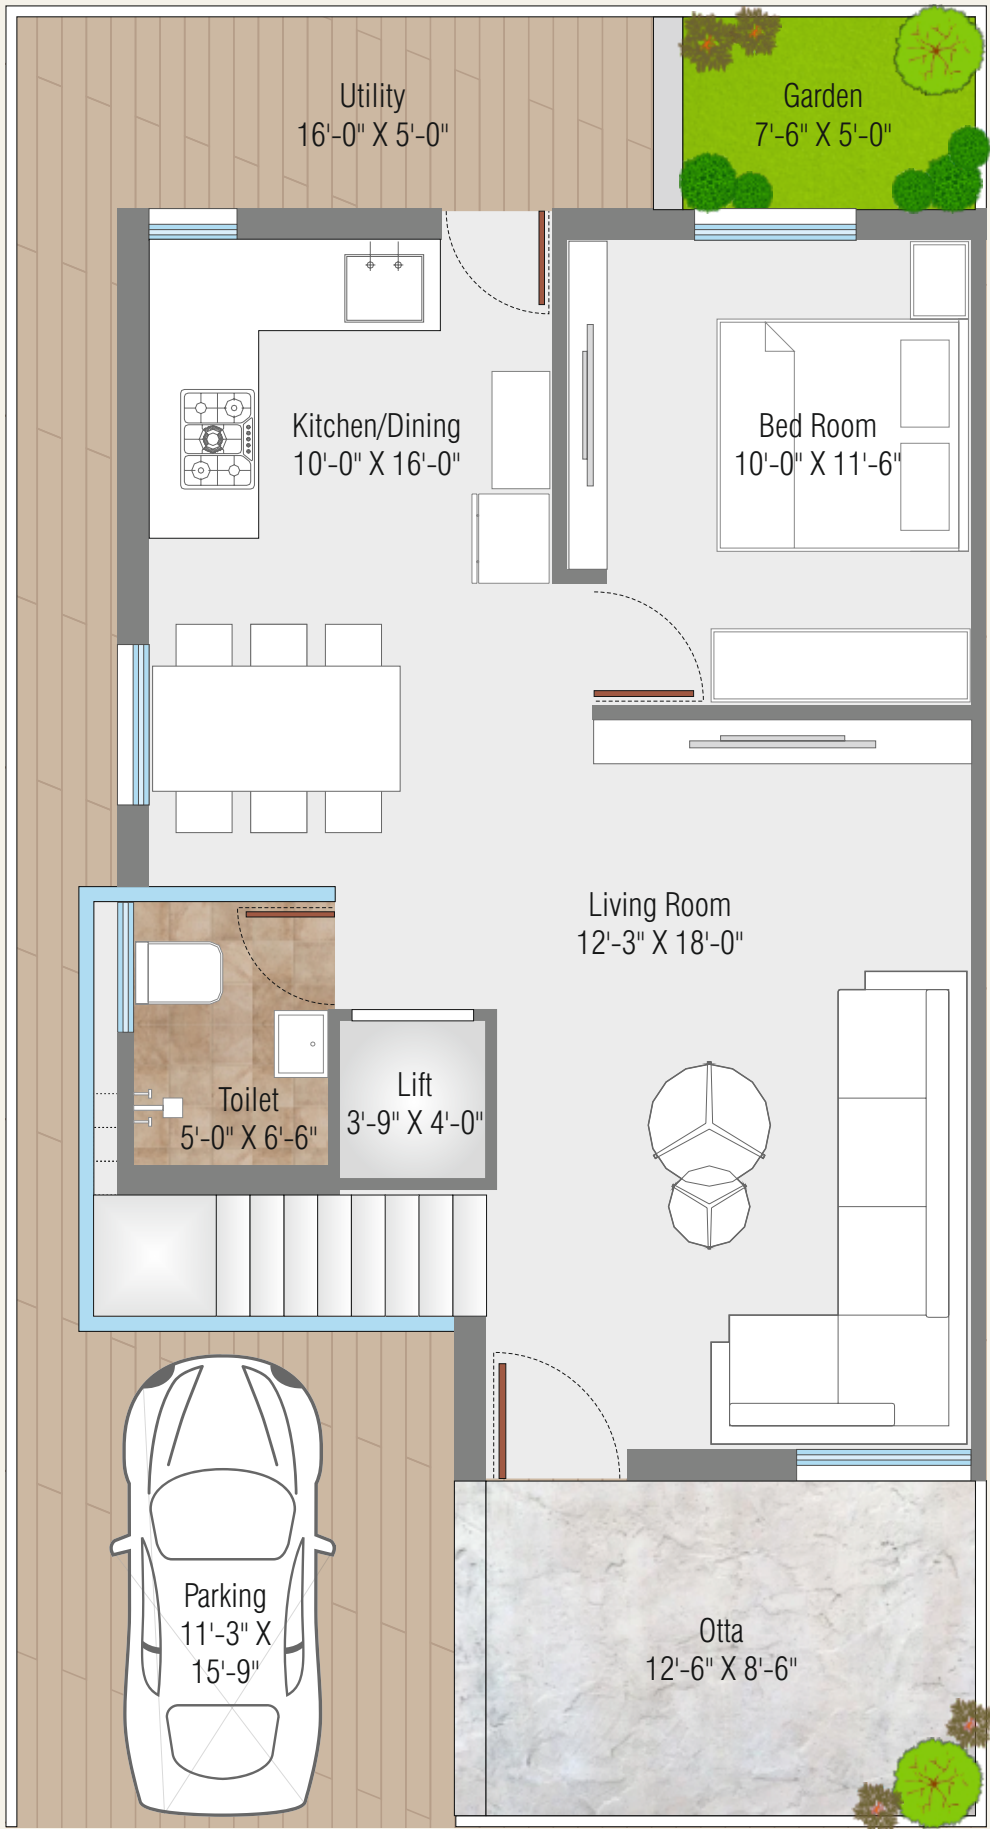 Utility
16'-0" X 5'-0"
Garden
7'-6" X 5'-0"
Kitchen/Dining
10'-0" X 16'-0"
Bed Room
10'-0" X 11'-6"
Living Room
12'-3" X 18'-0"
Lift
3'-9" X 4'-0"
Toilet
5'-0" X 6'-6"
Parking
11'-3" X
15'-9"
Otta
12'-6" X 8'-6"